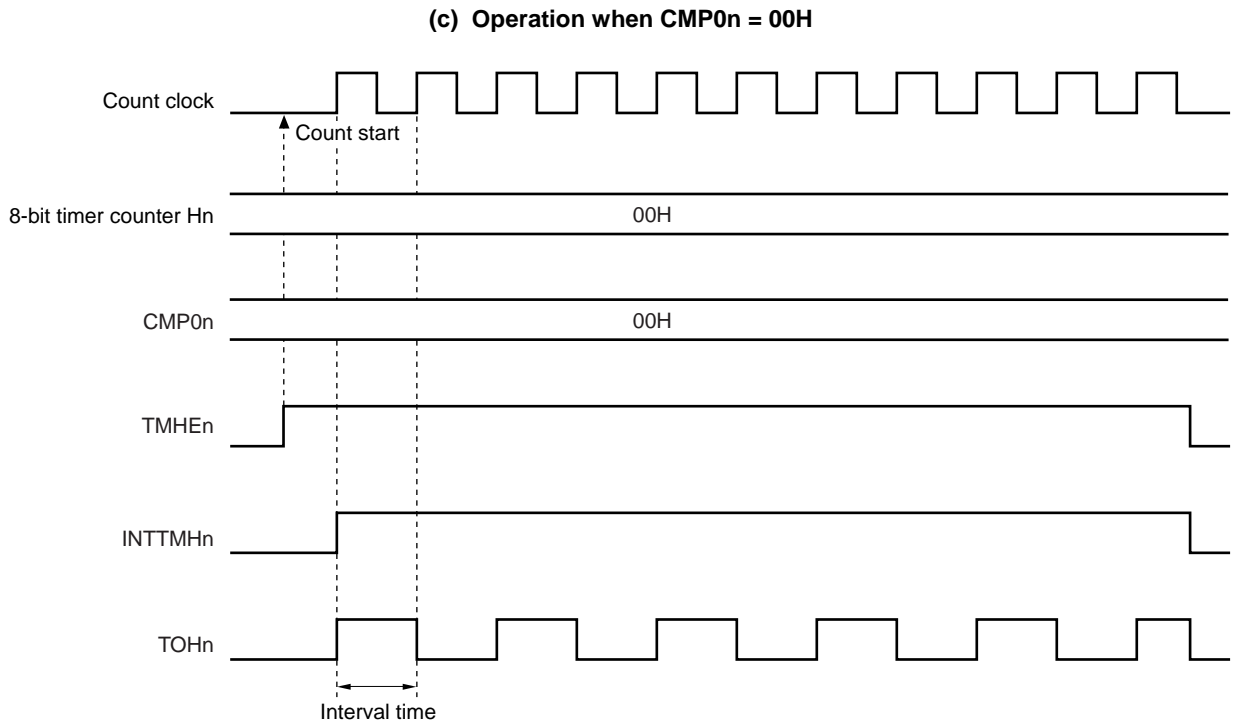 (c) Operation when CMP0n = 00H
Count clock
Count start
8-bit timer counter Hn
00H
CMP0n
00H
TMHEn
INTTMHn
TOHn
Interval time